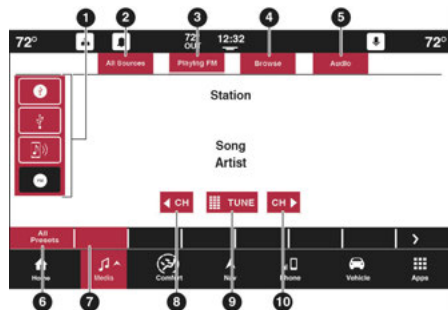 1 2 3 4 5
72° 72° OUT 12:32 72°
All Sources Playing FM Browse Audio
Station
Song
Artist
CH TUNE CH
All Presets
Home Media Comfort Nav Phone Vehicle Apps
6 7 8 9 10